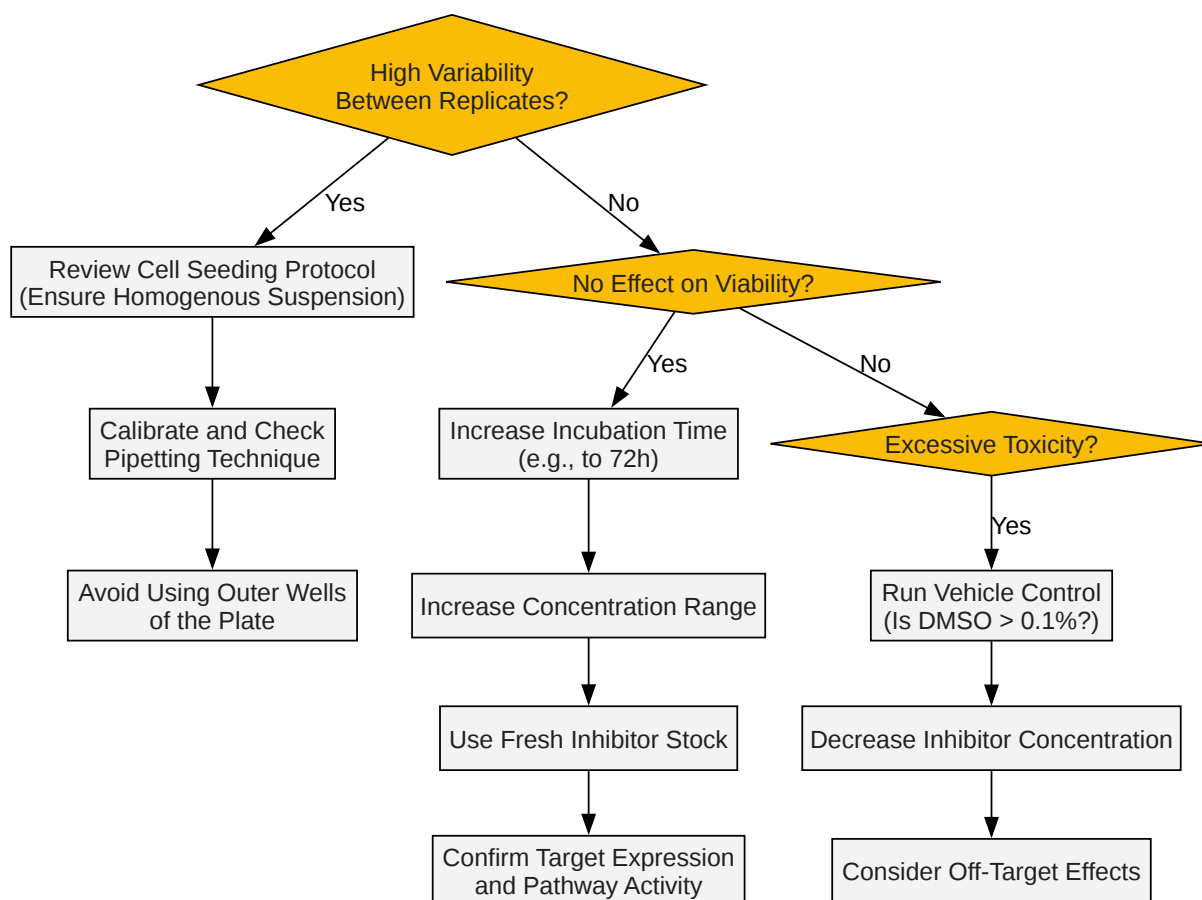 High Variability
Between Replicates?
Yes
No
Review Cell Seeding Protocol
(Ensure Homogenous Suspension)
No Effect on Viability?
Yes
No
Calibrate and Check
Pipetting Technique
Increase Incubation Time
(e.g., to 72h)
Excessive Toxicity?
Yes
Avoid Using Outer Wells
of the Plate
Increase Concentration Range
Run Vehicle Control
(Is DMSO > 0.1%?)
Use Fresh Inhibitor Stock
Decrease Inhibitor Concentration
Confirm Target Expression
and Pathway Activity
Consider Off-Target Effects